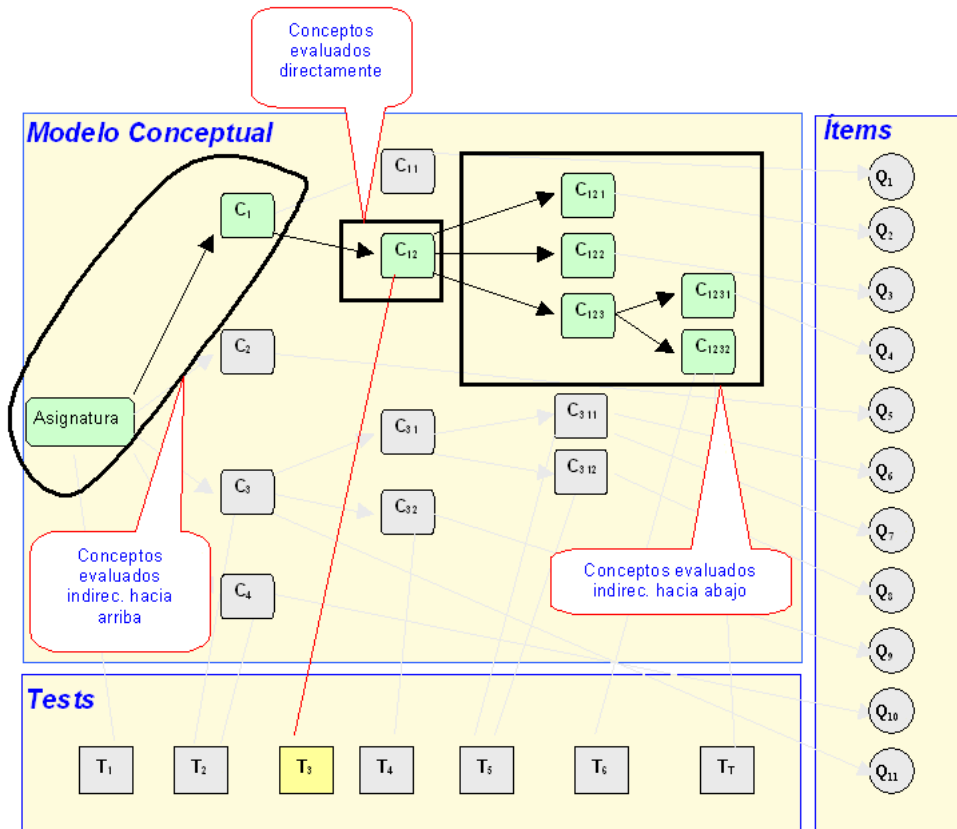 Conceptos
evaluados
directamente
Modelo Conceptual
Ítems
C11
C1
C12
C121
C122
C123
C1231
C1232
C2
Asignatura
C31
C311
C312
C3
C32
C4
Conceptos
evaluados
indirec. hacia
arriba
Conceptos evaluados
indirec. hacia abajo
Q1
Q2
Q3
Q4
Q5
Q6
Q7
Q8
Q9
Q10
Q11
Tests
T1
T2
T3
T4
T5
T6
TT